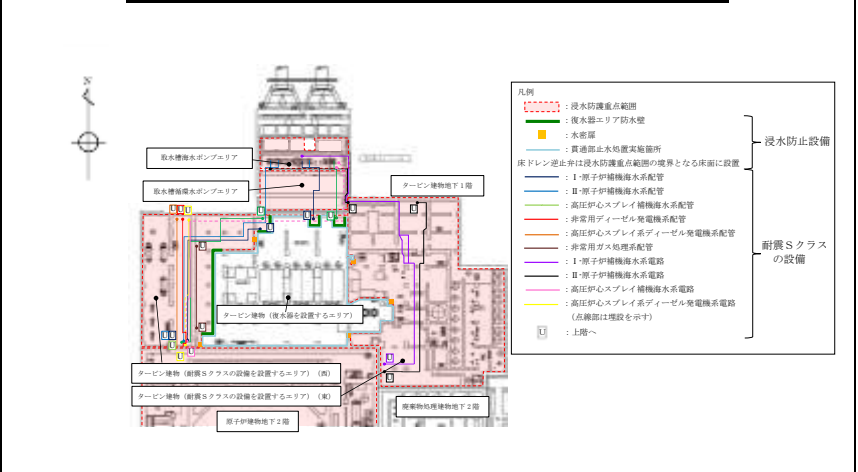 N
取水槽海水ポンプエリア
取水槽循環水ポンプエリア
タービン建物地下1階
タービン建物（復水器を設置するエリア）
タービン建物（耐震Sクラスの設備を設置するエリア）（西）
タービン建物（耐震Sクラスの設備を設置するエリア）（東）
原子炉建物地下2階
廃棄物処理建物地下2階
凡例
：浸水防護重点範囲
：復水器エリア防水壁
：水密扉
：貫通部止水処置実施箇所
床ドレン逆止弁は浸水防護重点範囲の境界となる床面に設置
：Ⅰ-原子炉補機海水系配管
：Ⅱ-原子炉補機海水系配管
：高圧炉心スプレイ補機海水系配管
：非常用ディーゼル発電機系配管
：高圧炉心スプレイ系ディーゼル発電機系配管
：非常用ガス処理系配管
：Ⅰ-原子炉補機海水系電路
：Ⅱ-原子炉補機海水系電路
：高圧炉心スプレイ補機海水系電路
：高圧炉心スプレイ系ディーゼル発電機系電路
（点線部は埋設を示す）
U ：上階へ
浸水防止設備
耐震Sクラス
の設備